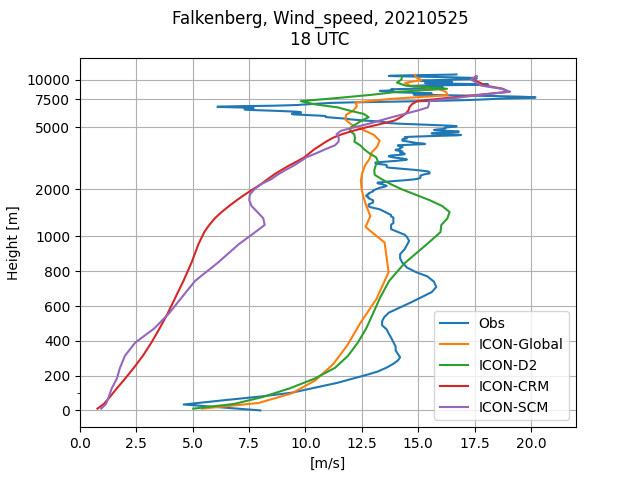 Falkenberg, Wind_speed, 20210525
18 UTC
Height [m]
10000
7500
5000
2000
1000
800
600
400
200
0
Obs
ICON-Global
ICON-D2
ICON-CRM
ICON-SCM
0.0 2.5 5.0 7.5 10.0 12.5 15.0 17.5 20.0
[m/s]